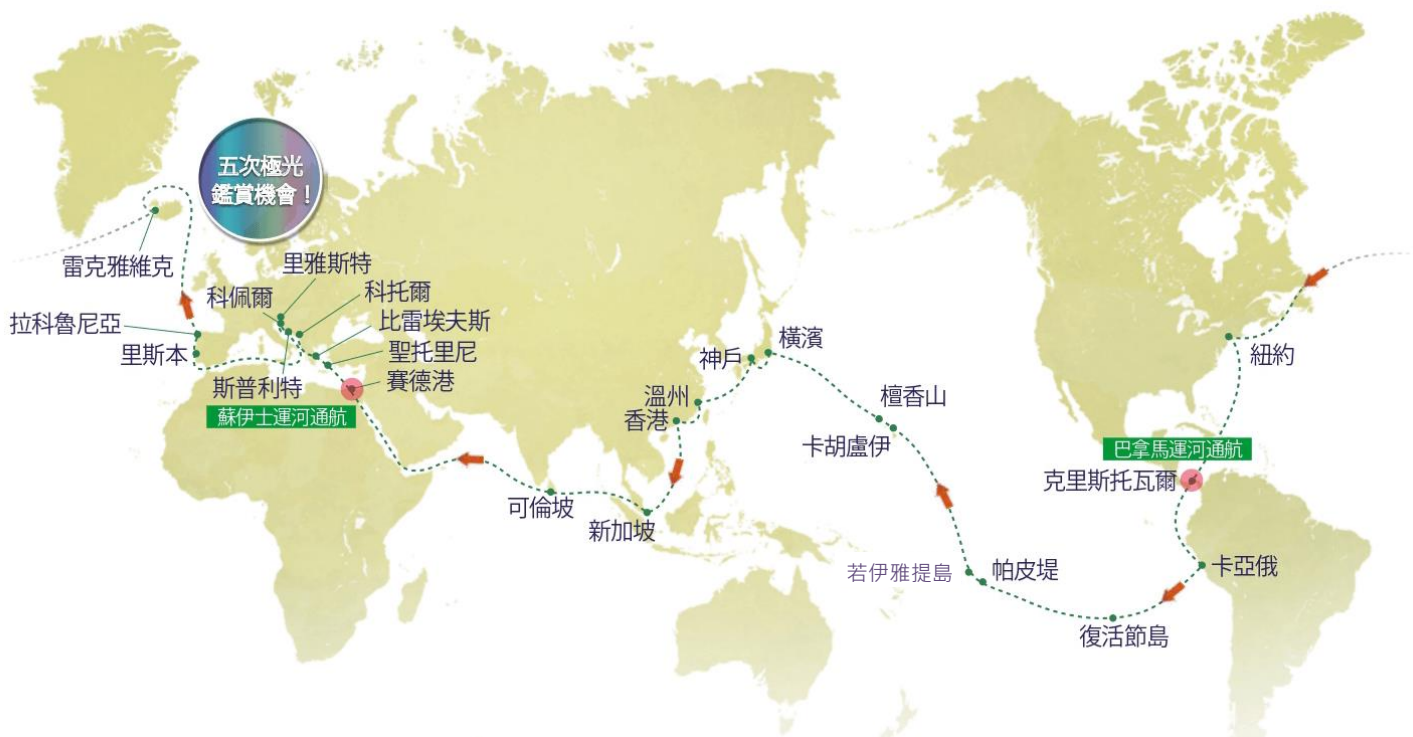 五次極光
鑑賞機會！
雷克雅維克
里雅斯特
科佩爾
科托爾
拉科魯尼亞
比雷埃夫斯
里斯本
聖托里尼
斯普利特
賽德港
蘇伊士運河通航
橫濱
神戶
溫州
香港
檀香山
卡胡盧伊
紐約
巴拿馬運河通航
克里斯托瓦爾
可倫坡
新加坡
若伊雅提島
帕皮堤
卡亞俄
復活節島